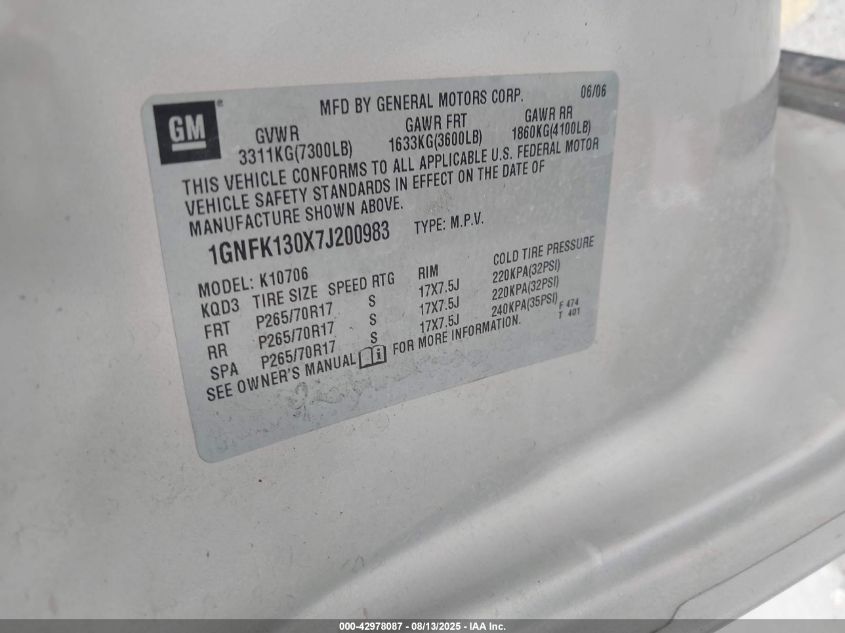 GM ®
MFD BY GENERAL MOTORS CORP. 06/06
GVWR GAWR FRT GAWR RR
3311KG(7300LB) 1633KG(3600LB) 1860KG(4100LB)
THIS VEHICLE CONFORMS TO ALL APPLICABLE U.S. FEDERAL MOTOR
VEHICLE SAFETY STANDARDS IN EFFECT ON THE DATE OF
MANUFACTURE SHOWN ABOVE.
1GNFK130X7J200983 TYPE: M.P.V.
MODEL: K10706
KQD3 TIRE SIZE SPEED RTG RIM COLD TIRE PRESSURE
FRT P265/70R17 S 17X7.5J 220KPA(32PSI)
RR P265/70R17 S 17X7.5J 220KPA(32PSI)
SPA P265/70R17 S 17X7.5J 240KPA(35PSI)
F 474
T 401
SEE OWNER'S MANUAL i FOR MORE INFORMATION.
000-42978087 - 08/13/2025 - IAA Inc.